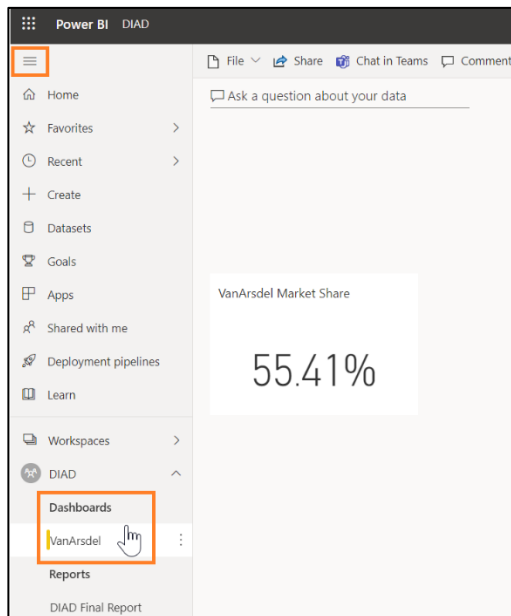 Power BI DIAD
File Share Chat in Teams Comment
Home
Ask a question about your data
Favorites
Recent
Create
Datasets
Goals
Apps
VanArsdel Market Share
Shared with me
Deployment pipelines
55.41%
Learn
Workspaces
DIAD
Dashboards
VanArsdel
Reports
DIAD Final Report